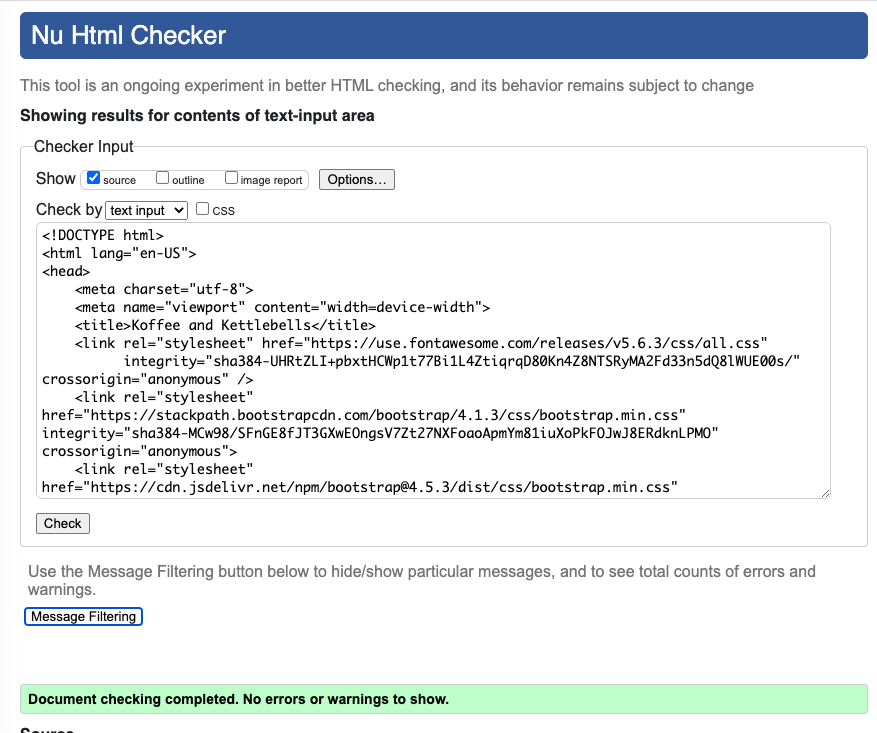 Nu Html Checker
This tool is an ongoing experiment in better HTML checking, and its behavior remains subject to change
Showing results for contents of text-input area
Checker Input
Show source outline image report Options...
Check by text input CSS
<!DOCTYPE html>
<html lang="en-US">
<head>
    <meta charset="utf-8">
    <meta name="viewport" content="width=device-width">
    <title>Koffee and Kettlebells</title>
    <link rel="stylesheet" href="https://use.fontawesome.com/releases/v5.6.3/css/all.css"
          integrity="sha384-UHRtZLI+pbxtHCWp1t77Bi1L4ZtiqrqD80Kn4Z8NTSRyMA2Fd33n5dQ8lWUE00s/"
crossorigin="anonymous" />
    <link rel="stylesheet"
href="https://stackpath.bootstrapcdn.com/bootstrap/4.1.3/css/bootstrap.min.css"
integrity="sha384-MCw98/SFnGE8fJT3GXwEOngsV7Zt27NXFoaoApmYm81iuXoPkFOJwJ8ERdknLPMO"
crossorigin="anonymous">
    <link rel="stylesheet"
href="https://cdn.jsdelivr.net/npm/bootstrap@4.5.3/dist/css/bootstrap.min.css"
Check
Use the Message Filtering button below to hide/show particular messages, and to see total counts of errors and
warnings.
Message Filtering
Document checking completed. No errors or warnings to show.
Source